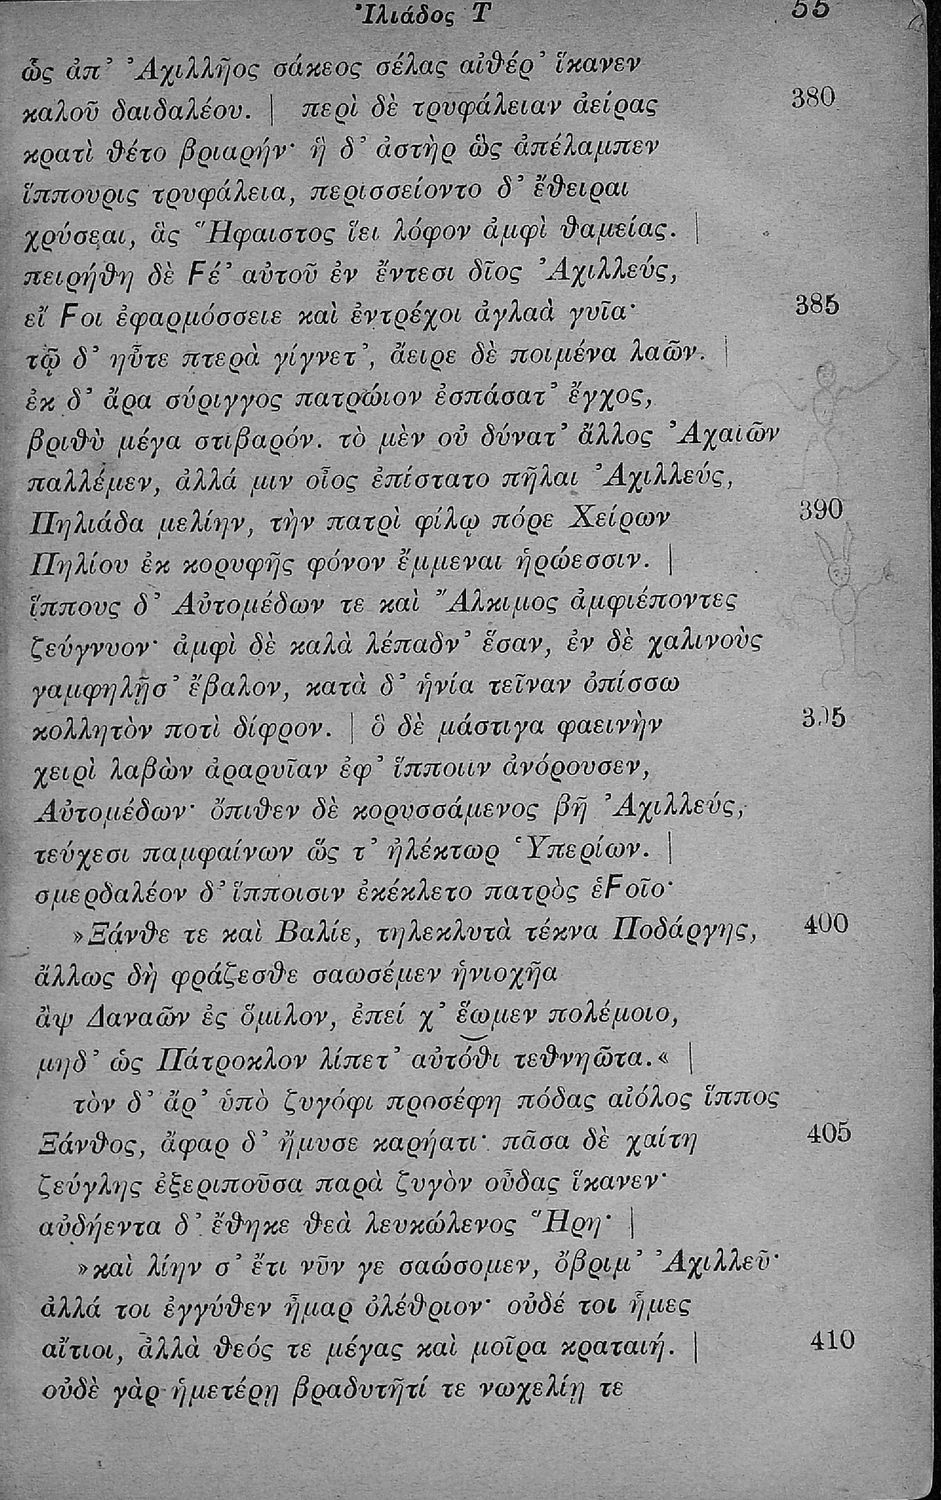 Ἰλιάδος Τ 55
ὣς ἀπ’ Ἀχιλλῆος σάκεος σέλας αἰθέρ’ ἵκανεν
καλοῦ δαιδαλέου. | περὶ δὲ τρυφάλειαν ἀείρας 380
κρατὶ θέτο βριαρήν· ἣ δ’ ἀστὴρ ὣς ἀπέλαμπεν
ἵππουρις τρυφάλεια, περισσείοντο δ’ ἔθειραι
χρύσεαι, ἃς Ἥφαιστος ἵει λόφον ἀμφὶ θαμείας. |
πειρήθη δὲ Ϝέ’ αὐτοῦ ἐν ἔντεσι δῖος Ἀχιλλεύς,
εἴ Ϝοι ἐφαρμόσσειε καὶ ἐντρέχοι ἀγλαὰ γυῖα· 385
τῷ δ’ ηὖτε πτερὰ γίγνετ’, ἄειρε δὲ ποιμένα λαῶν. |
ἐκ δ’ ἄρα σύριγγος πατρώιον ἐσπάσατ’ ἔγχος,
βριθὺ μέγα στιβαρόν. τὸ μὲν οὐ δύνατ’ ἄλλος Ἀχαιῶν
παλλέμεν, ἀλλά μιν οἶος ἐπίστατο πῆλαι Ἀχιλλεύς,
Πηλιάδα μελίην, τὴν πατρὶ φίλῳ πόρε Χείρων 390
Πηλίου ἐκ κορυφῆς φόνον ἔμμεναι ἡρώεσσιν. |
ἵππους δ’ Αὐτομέδων τε καὶ Ἄλκιμος ἀμφιέποντες
ζεύγνυον· ἀμφὶ δὲ καλὰ λέπαδν’ ἕσαν, ἐν δὲ χαλινοὺς
γαμφηλῇσ’ ἔβαλον, κατὰ δ’ ἡνία τεῖναν ὀπίσσω
κολλητὸν ποτὶ δίφρον. | ὃ δὲ μάστιγα φαεινὴν 395
χειρὶ λαβὼν ἀραρυῖαν ἐφ’ ἵπποιιν ἀνόρουσεν,
Αὐτομέδων· ὄπιθεν δὲ κορυσσάμενος βῆ Ἀχιλλεύς,
τεύχεσι παμφαίνων ὥς τ’ ἠλέκτωρ Ὑπερίων. |
σμερδαλέον δ’ ἵπποισιν ἐκέκλετο πατρὸς ἑϜοῖο·
»Ξάνθε τε καὶ Βαλίε, τηλεκλυτὰ τέκνα Ποδάργης, 400
ἄλλως δὴ φράζεσθε σαωσέμεν ἡνιοχῆα
ἂψ Δαναῶν ἐς ὅμιλον, ἐπεί χ’ ἕωμεν πολέμοιο,
μηδ’ ὡς Πάτροκλον λίπετ’ αὐτόθι τεθνηῶτα.« |
τὸν δ’ ἄρ’ ὑπὸ ζυγόφι προσέφη πόδας αἰόλος ἵππος
Ξάνθος, ἄφαρ δ’ ἤμυσε καρήατι· πᾶσα δὲ χαίτη 405
ζεύγλης ἐξεριποῦσα παρὰ ζυγὸν οὖδας ἵκανεν·
αὐδήεντα δ’ ἔθηκε θεὰ λευκώλενος Ἥρη· |
»καὶ λίην σ’ ἔτι νῦν γε σαώσομεν, ὄβριμ’ Ἀχιλλεῦ·
ἀλλά τοι ἐγγύθεν ἦμαρ ὀλέθριον· οὐδέ τοι ἦμες
αἴτιοι, ἀλλὰ θεός τε μέγας καὶ μοῖρα κραταιή. | 410
οὐδὲ γὰρ ἡμετέρῃ βραδυτῆτί τε νωχελίῃ τε